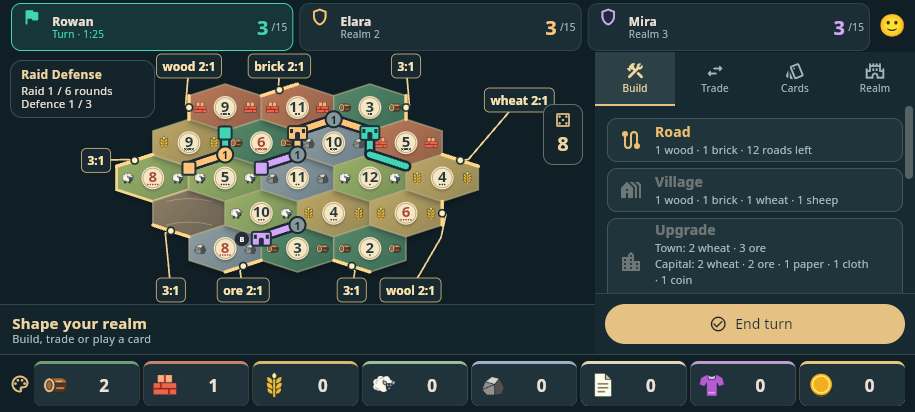 Rowan
Turn · 1:25
3 /15
Elara
Realm 2
3 /15
Mira
Realm 3
3 /15
Raid Defense
Raid 1 / 6 rounds
Defence 1 / 3
wood 2:1
brick 2:1
3:1
wheat 2:1
8
9
11
3
1
9
6
10
5
1
1
3:1
8
5
11
12
4
10
4
6
1
B
8
3
2
3:1
ore 2:1
3:1
wool 2:1
Build
Trade
Cards
Realm
Road
1 wood · 1 brick · 12 roads left
Village
1 wood · 1 brick · 1 wheat · 1 sheep
Upgrade
Town: 2 wheat · 3 ore
Capital: 2 wheat · 2 ore · 1 paper · 1 cloth
· 1 coin
Shape your realm
Build, trade or play a card
End turn
2
1
0
0
0
0
0
0